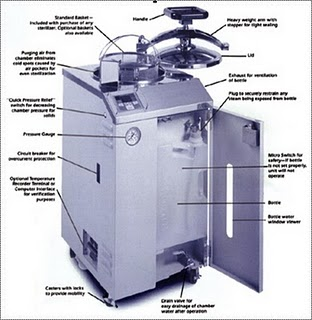 Standard Basket--
Included with purchase of any
sterilizer. Optional baskets
also available
Purging air from
chamber eliminates
cold spots caused by
air pockets for
even sterilization
"Quick Pressure Relief"
switch for decreasing
chamber pressure for
solids
Pressure Gauge
Circuit breaker for
overcurrent protection
Optional Temperature
Recorder Terminal or
Computer Interface
for verification
purposes
Casters with locks
to provide mobility
Handle
Heavy weight arm with
stopper for tight sealing
Lid
Exhaust for ventilation
of bottle
Plug to securely restrain any
steam being exposed from bottle
Micro Switch for
safety--if bottle
is not set properly,
unit will not
operate
Bottle
Bottle water
window viewer
Drain valve for
easy drainage of chamber
water after operation